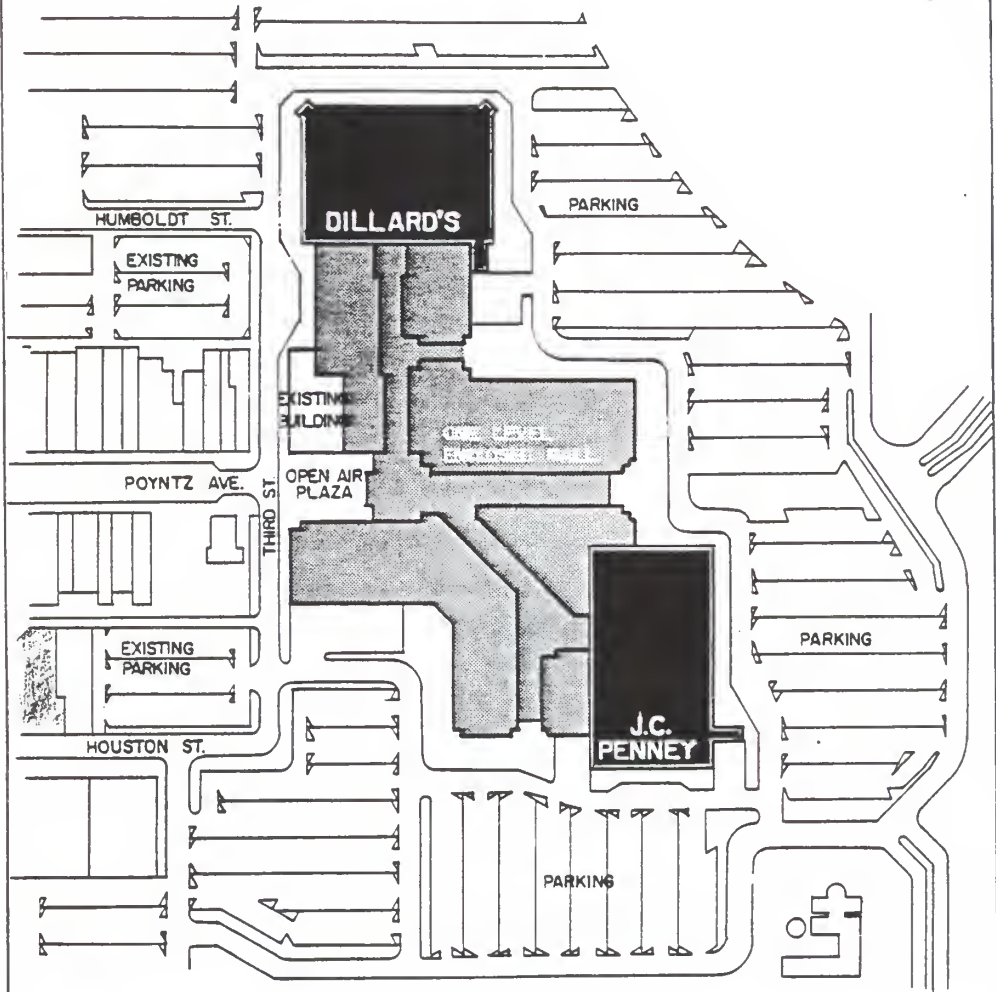 DILLARD'S
PARKING
HUMBOLDT ST.
EXISTING
PARKING
EXISTING
BUILDING
POYNTZ AVE.
OPEN AIR
PLAZA
THIRD ST.
EXISTING
PARKING
PARKING
HOUSTON ST.
J.C.
PENNEY
PARKING